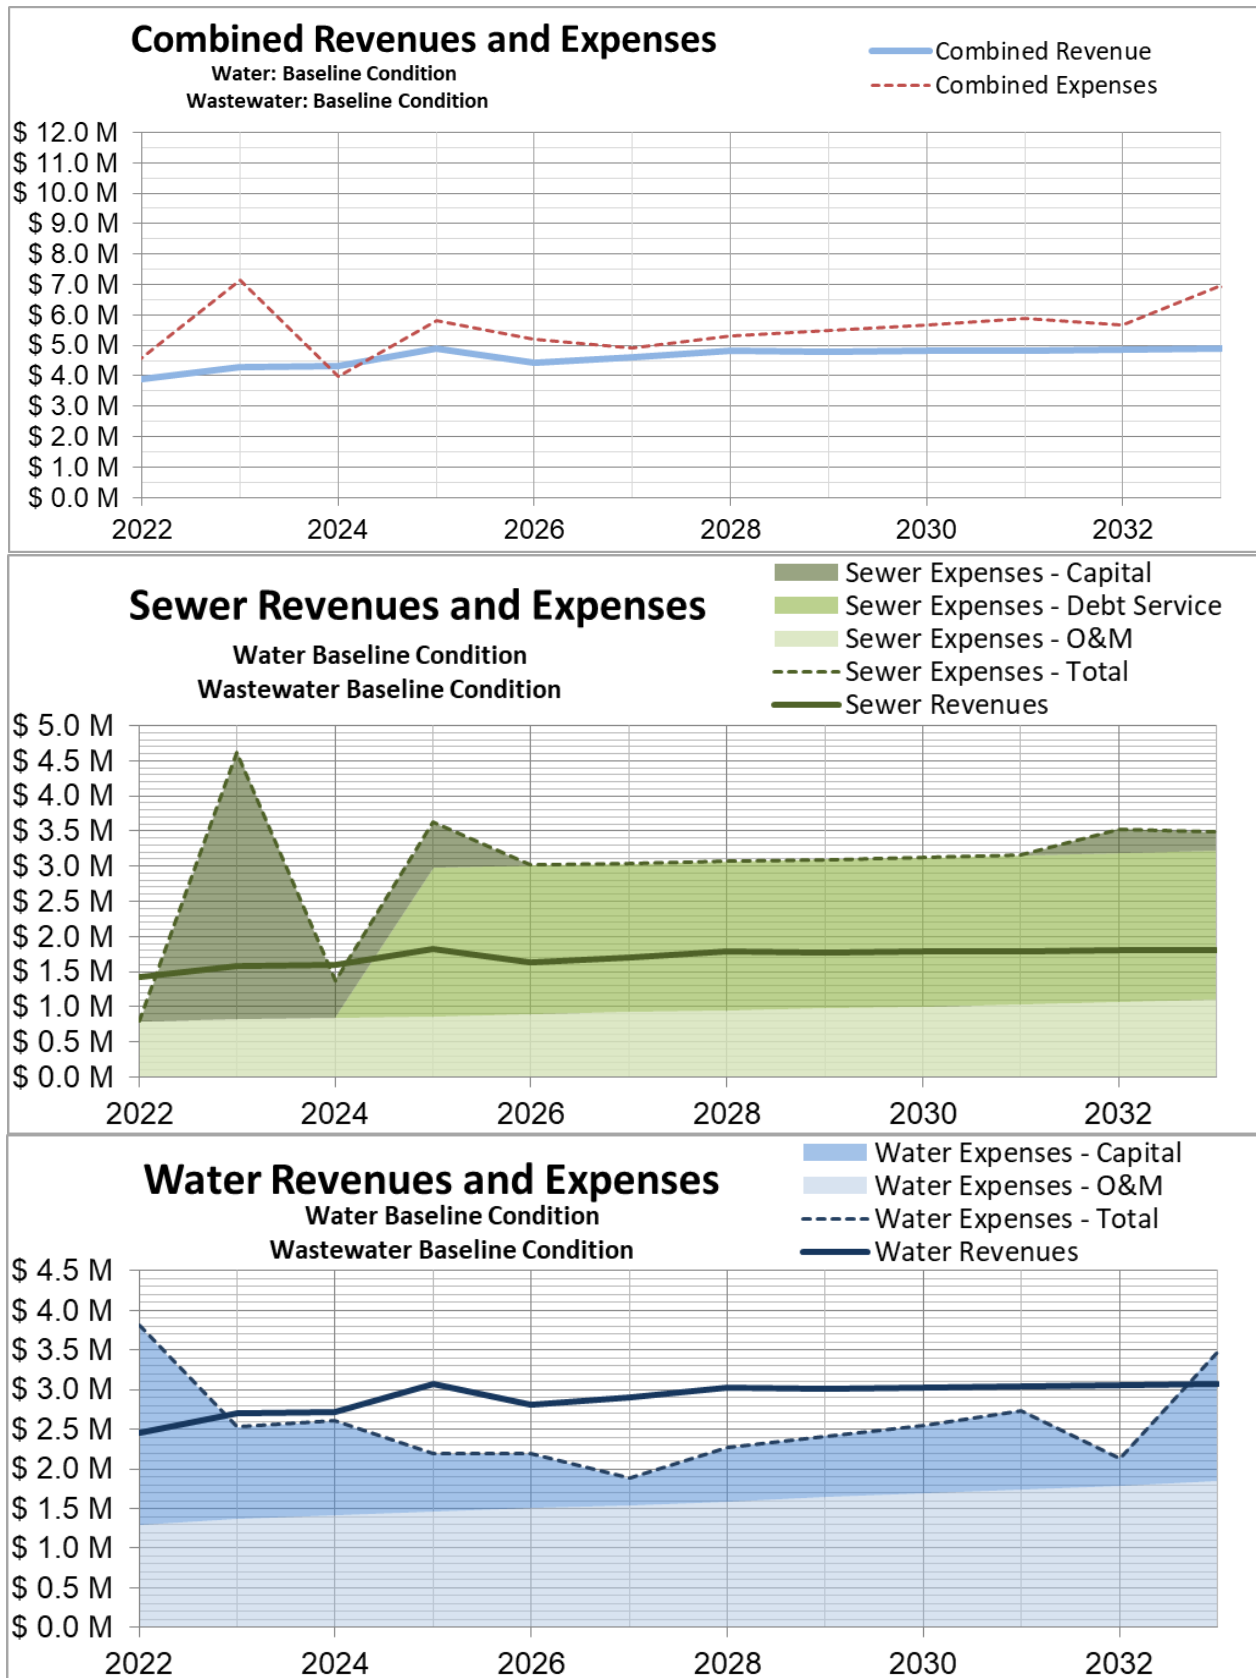 Combined Revenues and Expenses
Water: Baseline Condition
Wastewater: Baseline Condition
Combined Revenue
Combined Expenses
$ 12.0 M
$ 11.0 M
$ 10.0 M
$ 9.0 M
$ 8.0 M
$ 7.0 M
$ 6.0 M
$ 5.0 M
$ 4.0 M
$ 3.0 M
$ 2.0 M
$ 1.0 M
$ 0.0 M
2022 2024 2026 2028 2030 2032
Sewer Revenues and Expenses
Water Baseline Condition
Wastewater Baseline Condition
Sewer Expenses - Capital
Sewer Expenses - Debt Service
Sewer Expenses - O&M
Sewer Expenses - Total
Sewer Revenues
$ 5.0 M
$ 4.5 M
$ 4.0 M
$ 3.5 M
$ 3.0 M
$ 2.5 M
$ 2.0 M
$ 1.5 M
$ 1.0 M
$ 0.5 M
$ 0.0 M
2022 2024 2026 2028 2030 2032
Water Revenues and Expenses
Water Baseline Condition
Wastewater Baseline Condition
Water Expenses - Capital
Water Expenses - O&M
Water Expenses - Total
Water Revenues
$ 4.5 M
$ 4.0 M
$ 3.5 M
$ 3.0 M
$ 2.5 M
$ 2.0 M
$ 1.5 M
$ 1.0 M
$ 0.5 M
$ 0.0 M
2022 2024 2026 2028 2030 2032